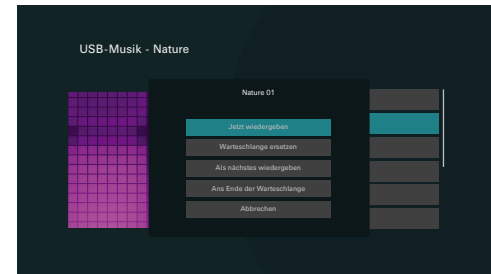 USB-Musik - Nature
Nature 01
Jetzt wiedergeben
Warteschlange ersetzen
Als nächstes wiedergeben
Ans Ende der Warteschlange
Abbrechen